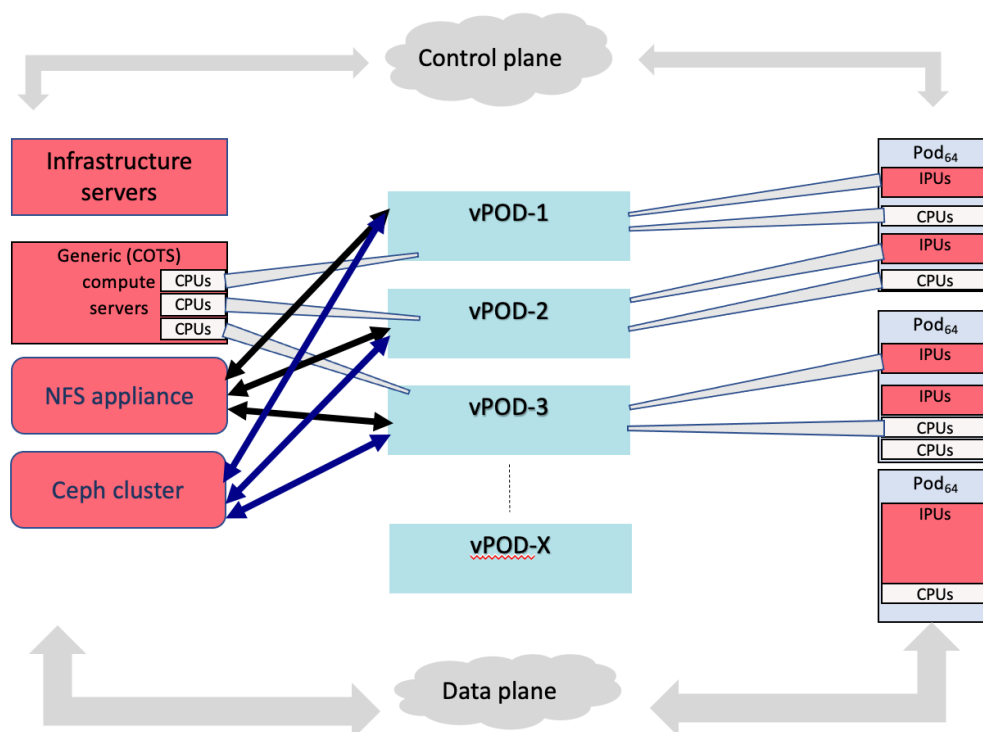 Control plane
Infrastructure
servers
Generic (COTS)
compute
servers
CPUs
CPUs
CPUs
NFS appliance
Ceph cluster
vPOD-1
vPOD-2
vPOD-3
vPOD-X
Pod64
IPUs
CPUs
IPUs
CPUs
Pod64
IPUs
IPUs
CPUs
CPUs
Pod64
IPUs
CPUs
Data plane